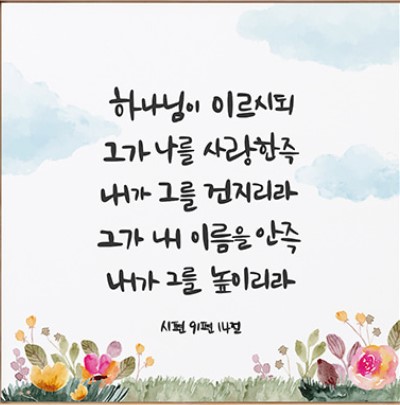 하나님이 이르시되
그가 나를 사랑한즉
내가 그를 건지리라
그가 내 이름을 안즉
내가 그를 높이리라
시편 91편 14절